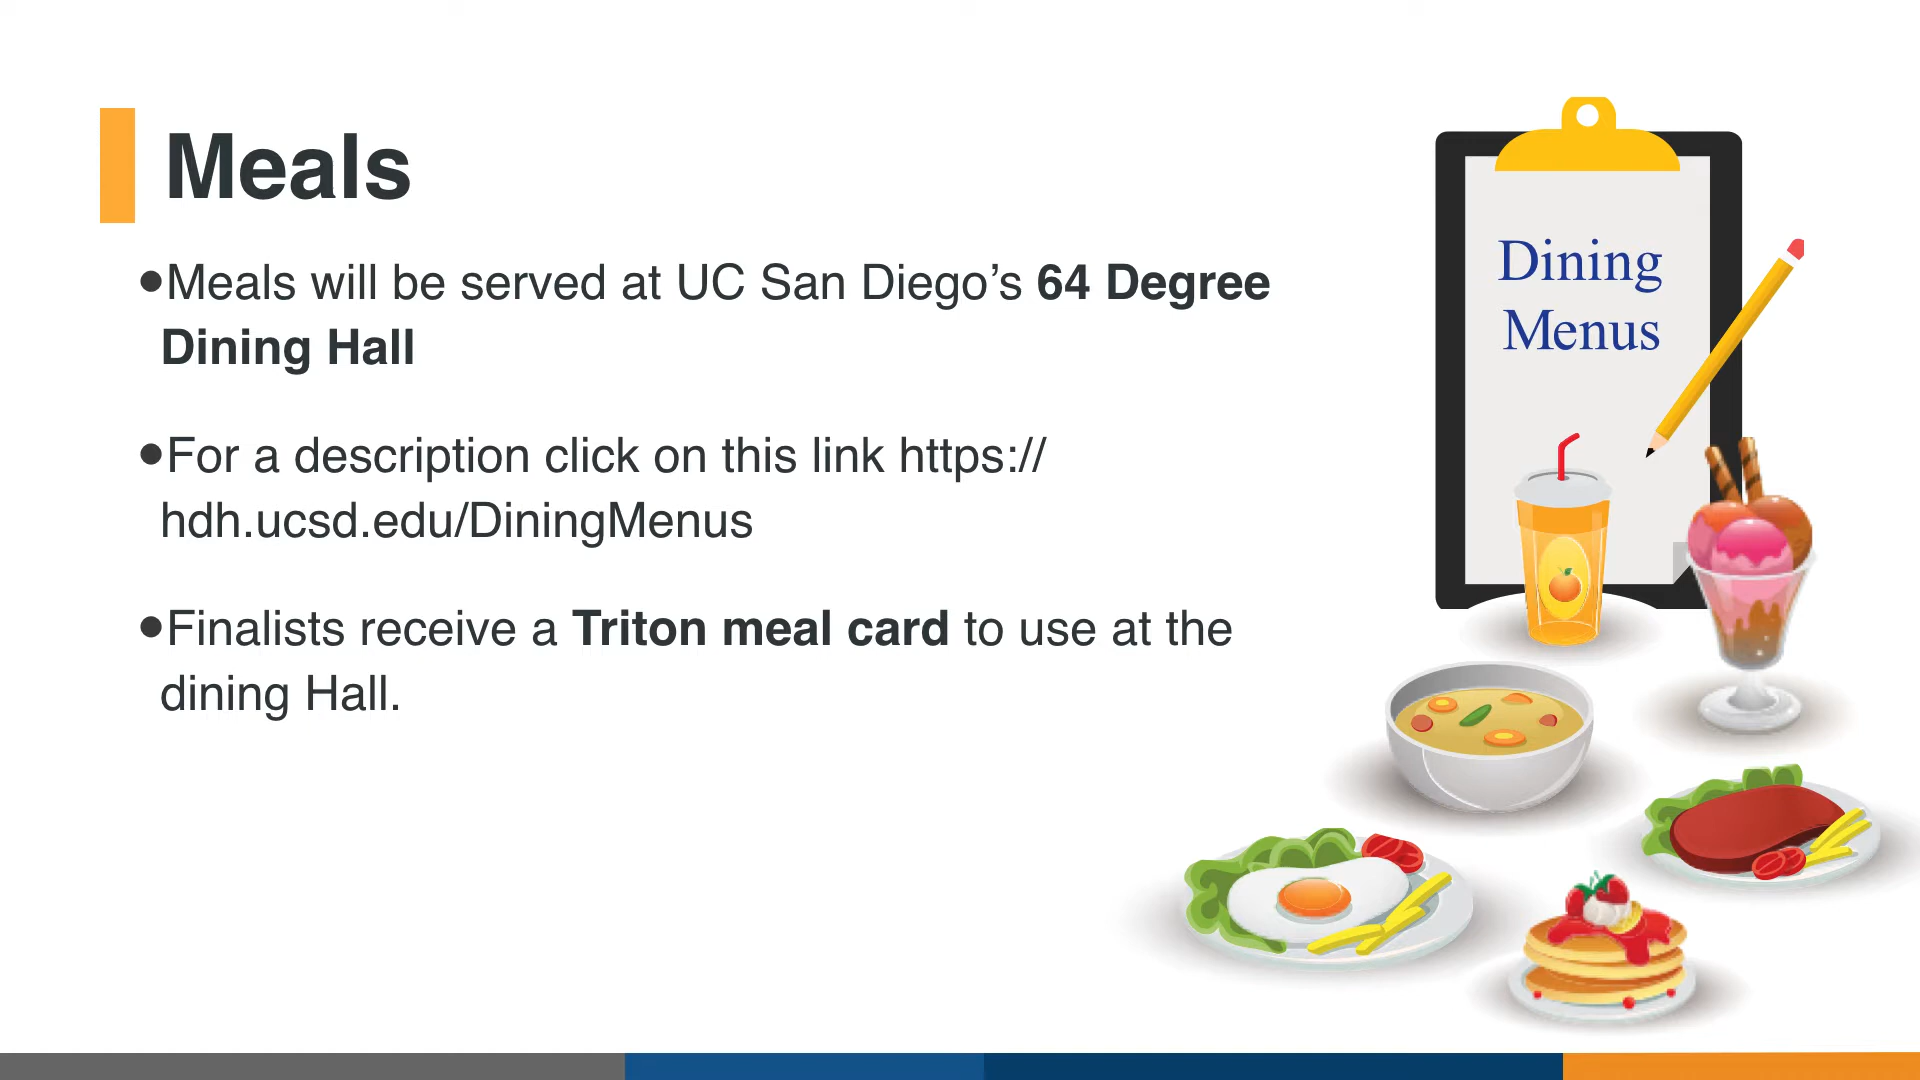 Meals
•Meals will be served at UC San Diego’s 64 Degree
Dining Hall
•For a description click on this link https://
hdh.ucsd.edu/DiningMenus
•Finalists receive a Triton meal card to use at the
dining Hall.
Dining
Menus